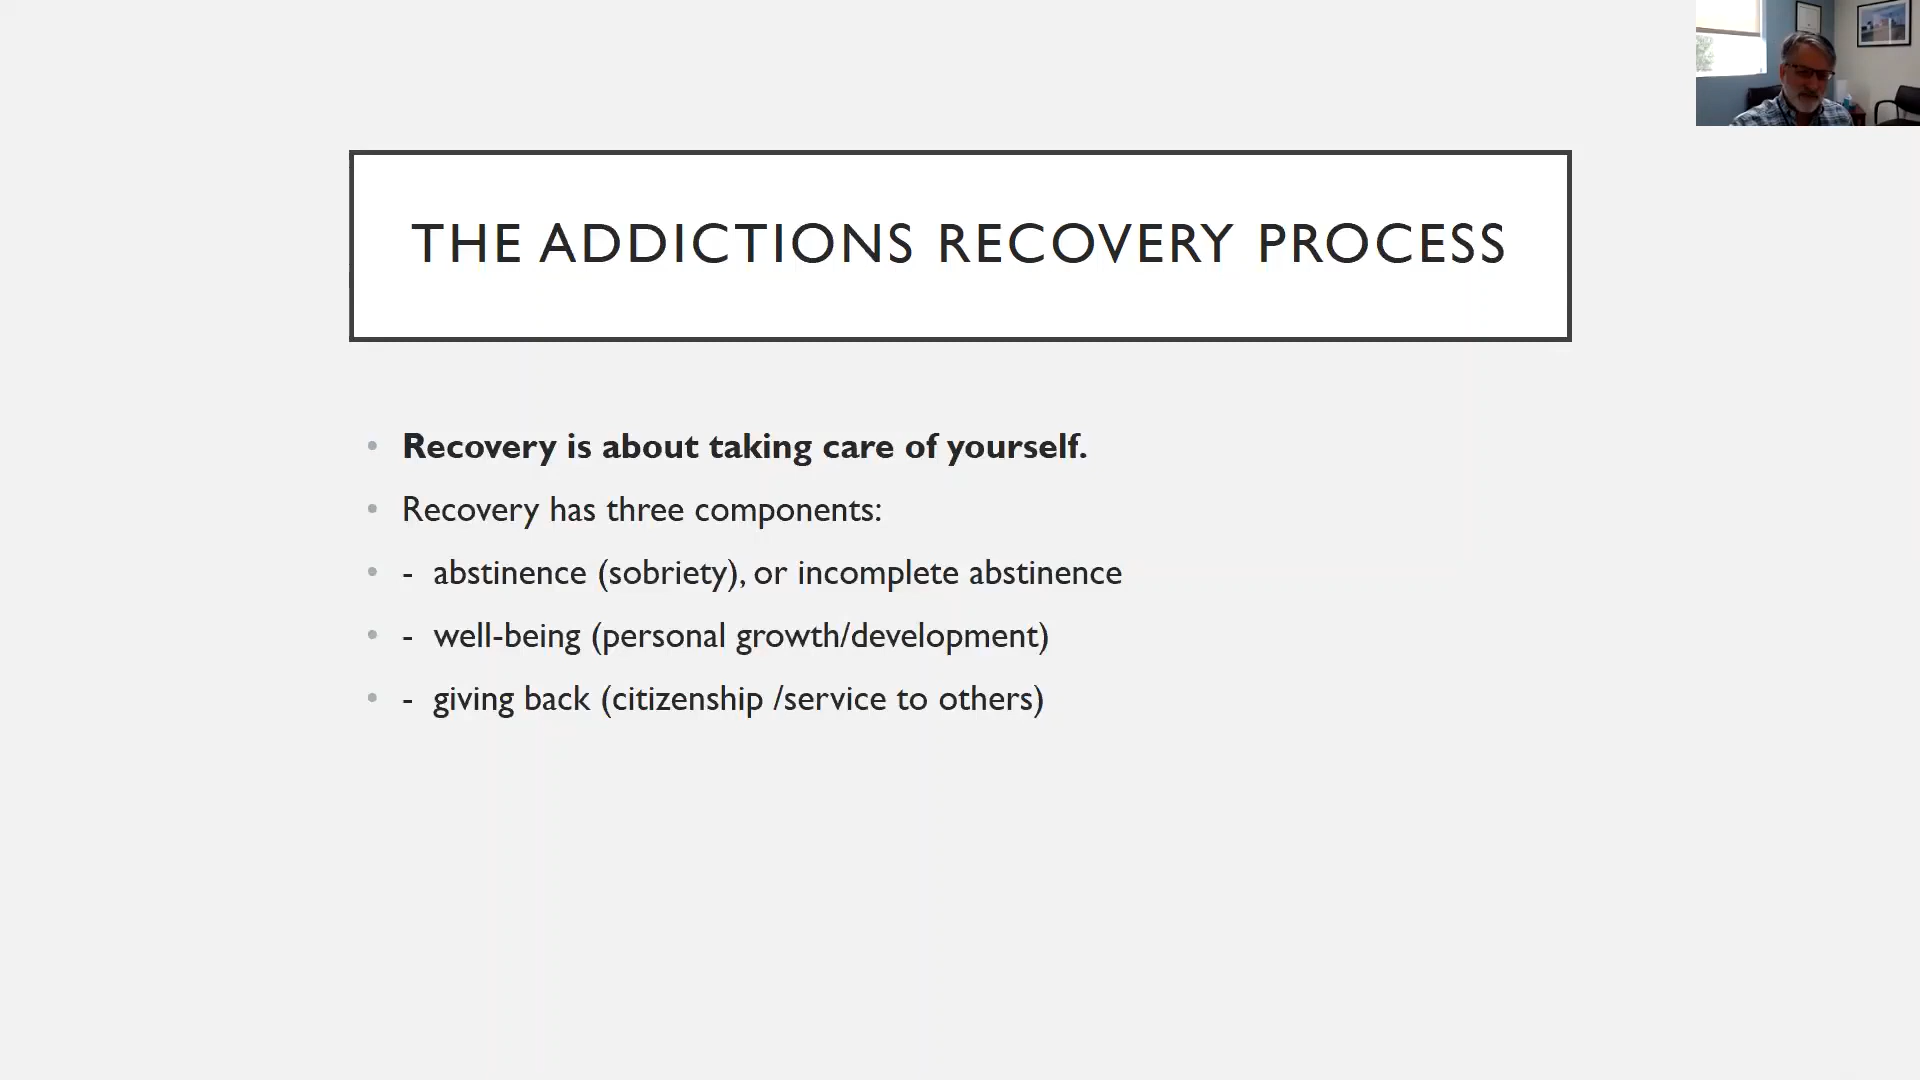 THE ADDICTIONS RECOVERY PROCESS
• Recovery is about taking care of yourself.
• Recovery has three components:
• - abstinence (sobriety), or incomplete abstinence
• - well-being (personal growth/development)
• - giving back (citizenship /service to others)